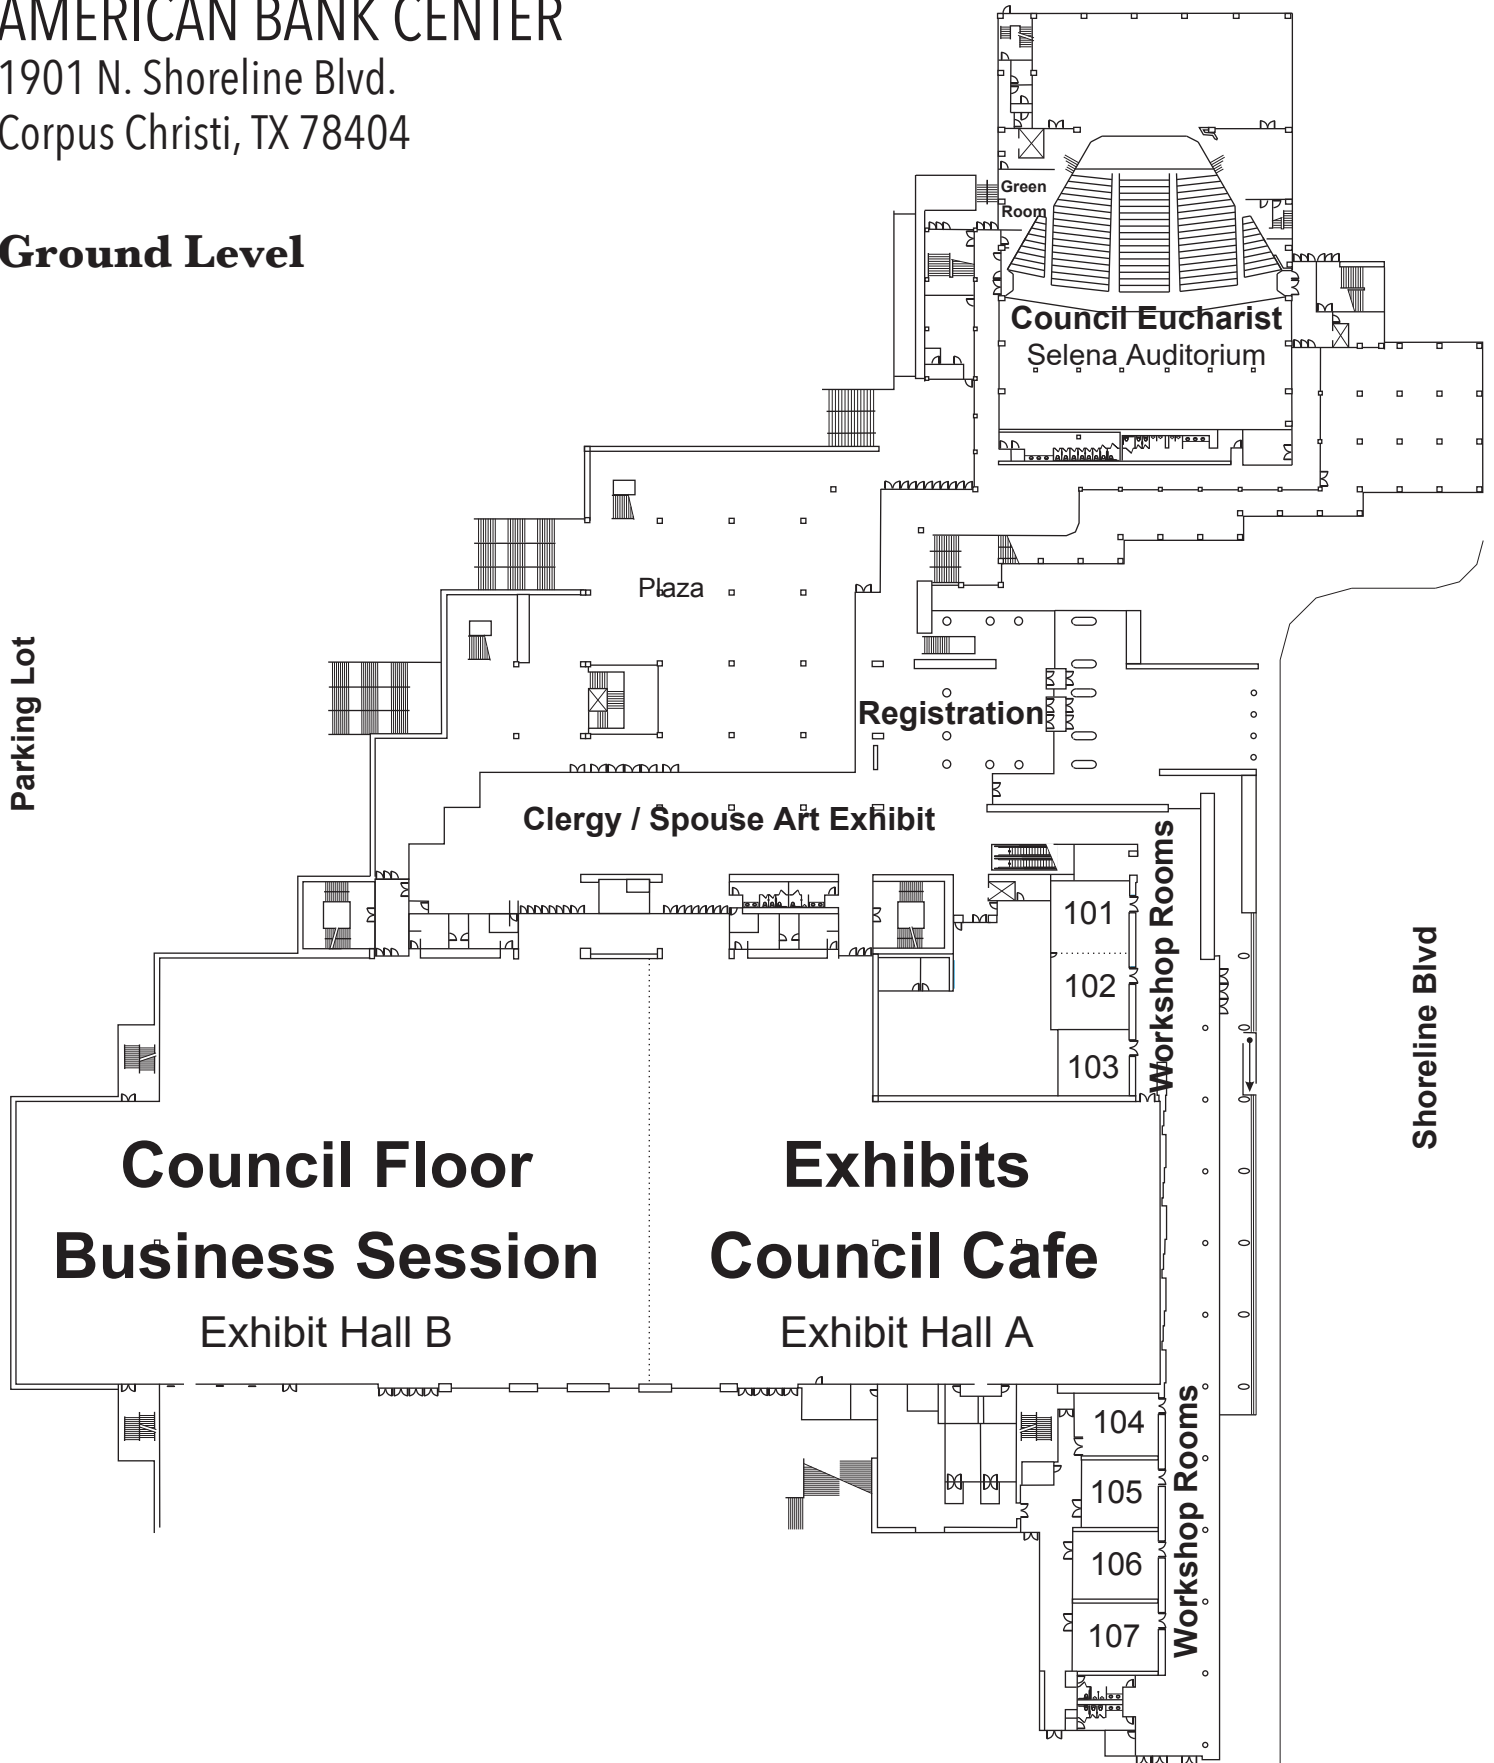 AMERICAN BANK CENTER
1901 N. Shoreline Blvd.
Corpus Christi, TX 78404
Ground Level
Green
Room
Council Eucharist
Selena Auditorium
Plaza
Parking Lot
Registration
Clergy / Spouse Art Exhibit
Workshop Rooms
101
102
103
Shoreline Blvd
Council Floor
Business Session
Exhibit Hall B
Exhibits
Council Cafe
Exhibit Hall A
Workshop Rooms
104
105
106
107